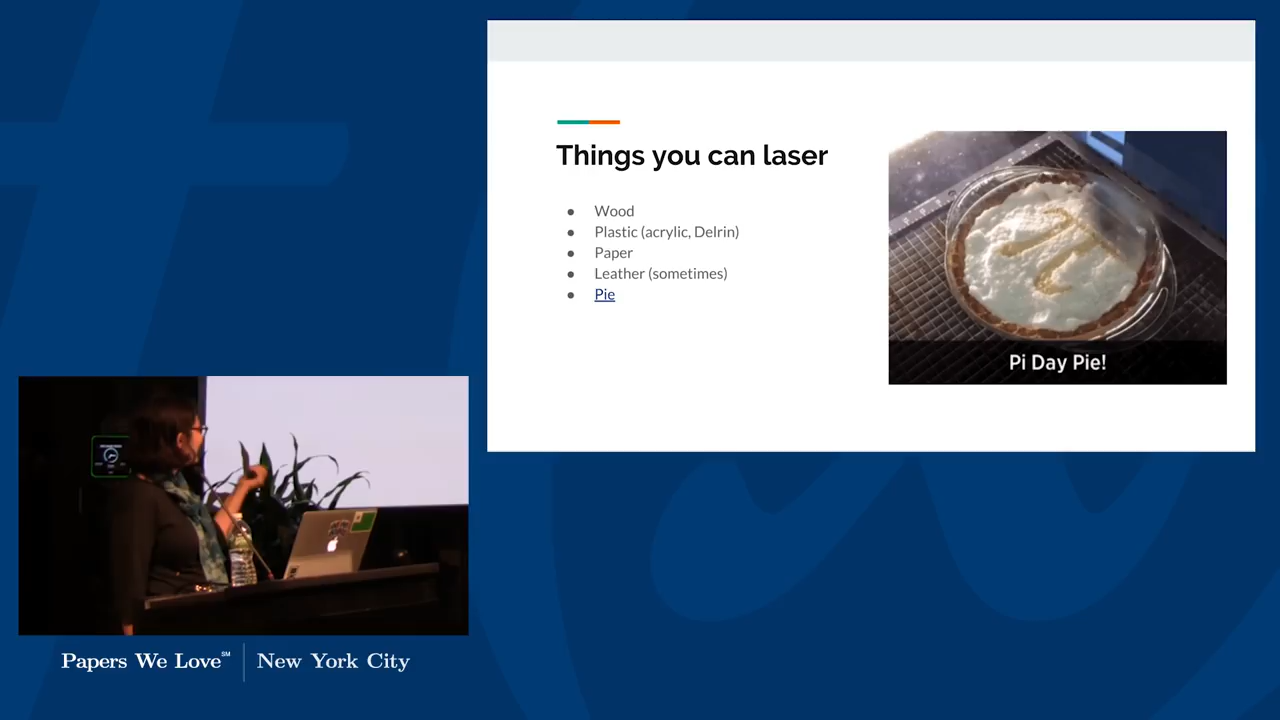 Things you can laser
● Wood
● Plastic (acrylic, Delrin)
● Paper
● Leather (sometimes)
● Pie
Pi Day Pie!
Papers We Love℠ | New York City